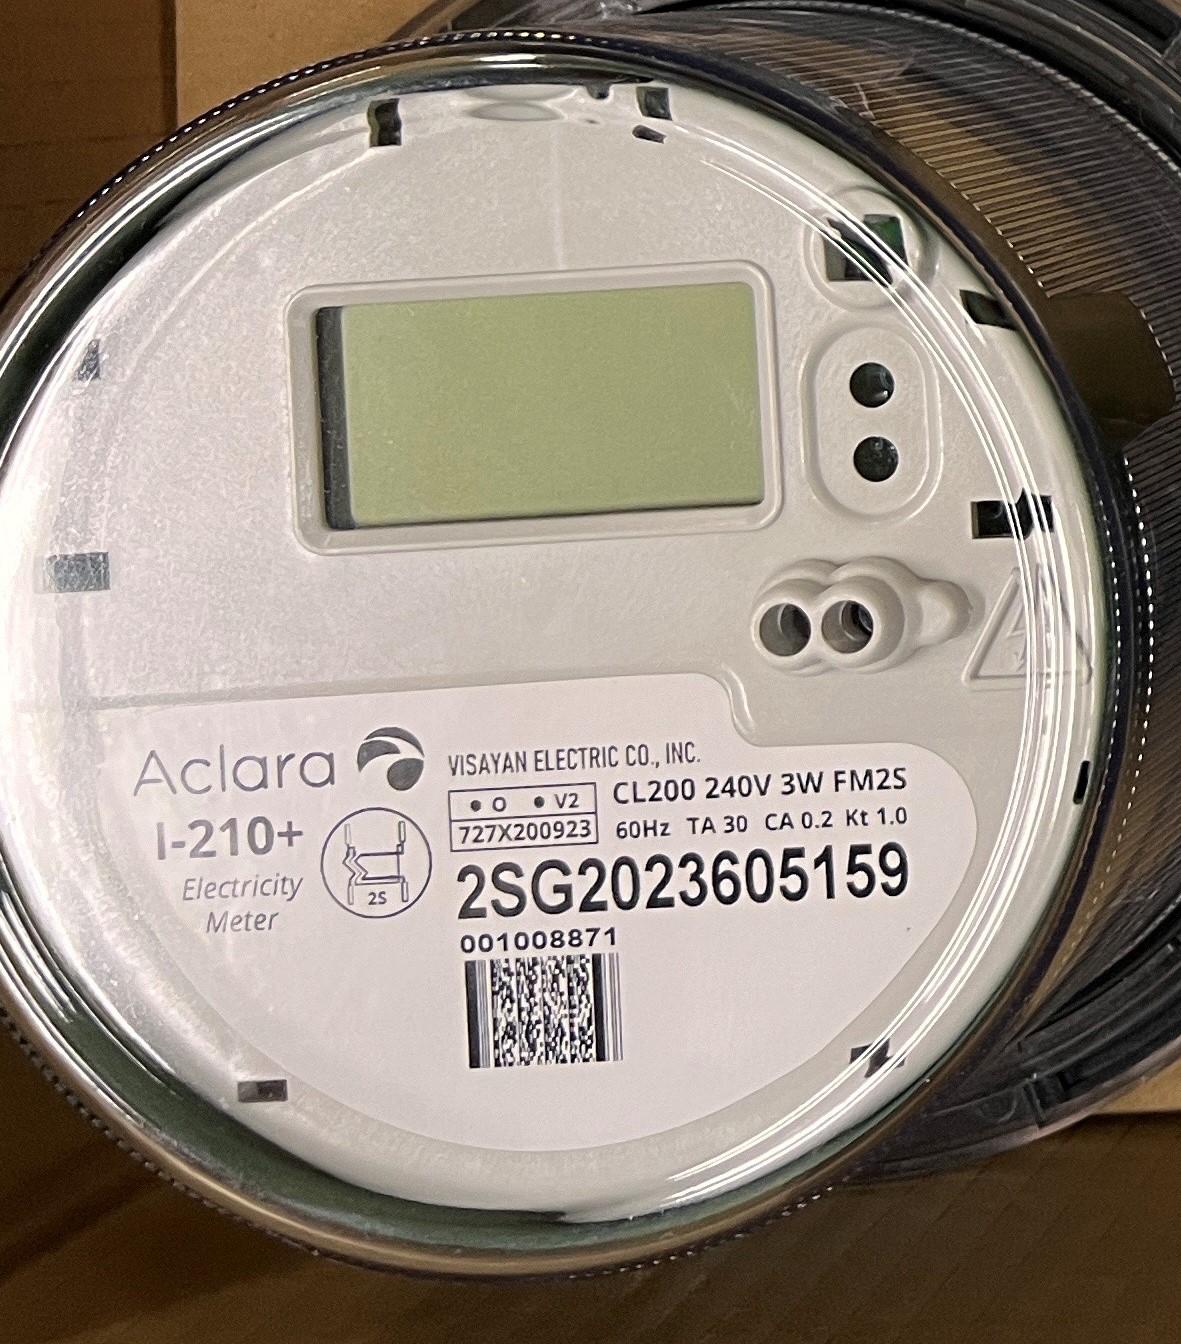 Aclara
I-210+
Electricity
Meter
2S
VISAYAN ELECTRIC CO., INC.
● O ● V2
727X200923
CL200 240V 3W FM2S
60Hz TA 30 CA 0.2 Kt 1.0
2SG2023605159
001008871